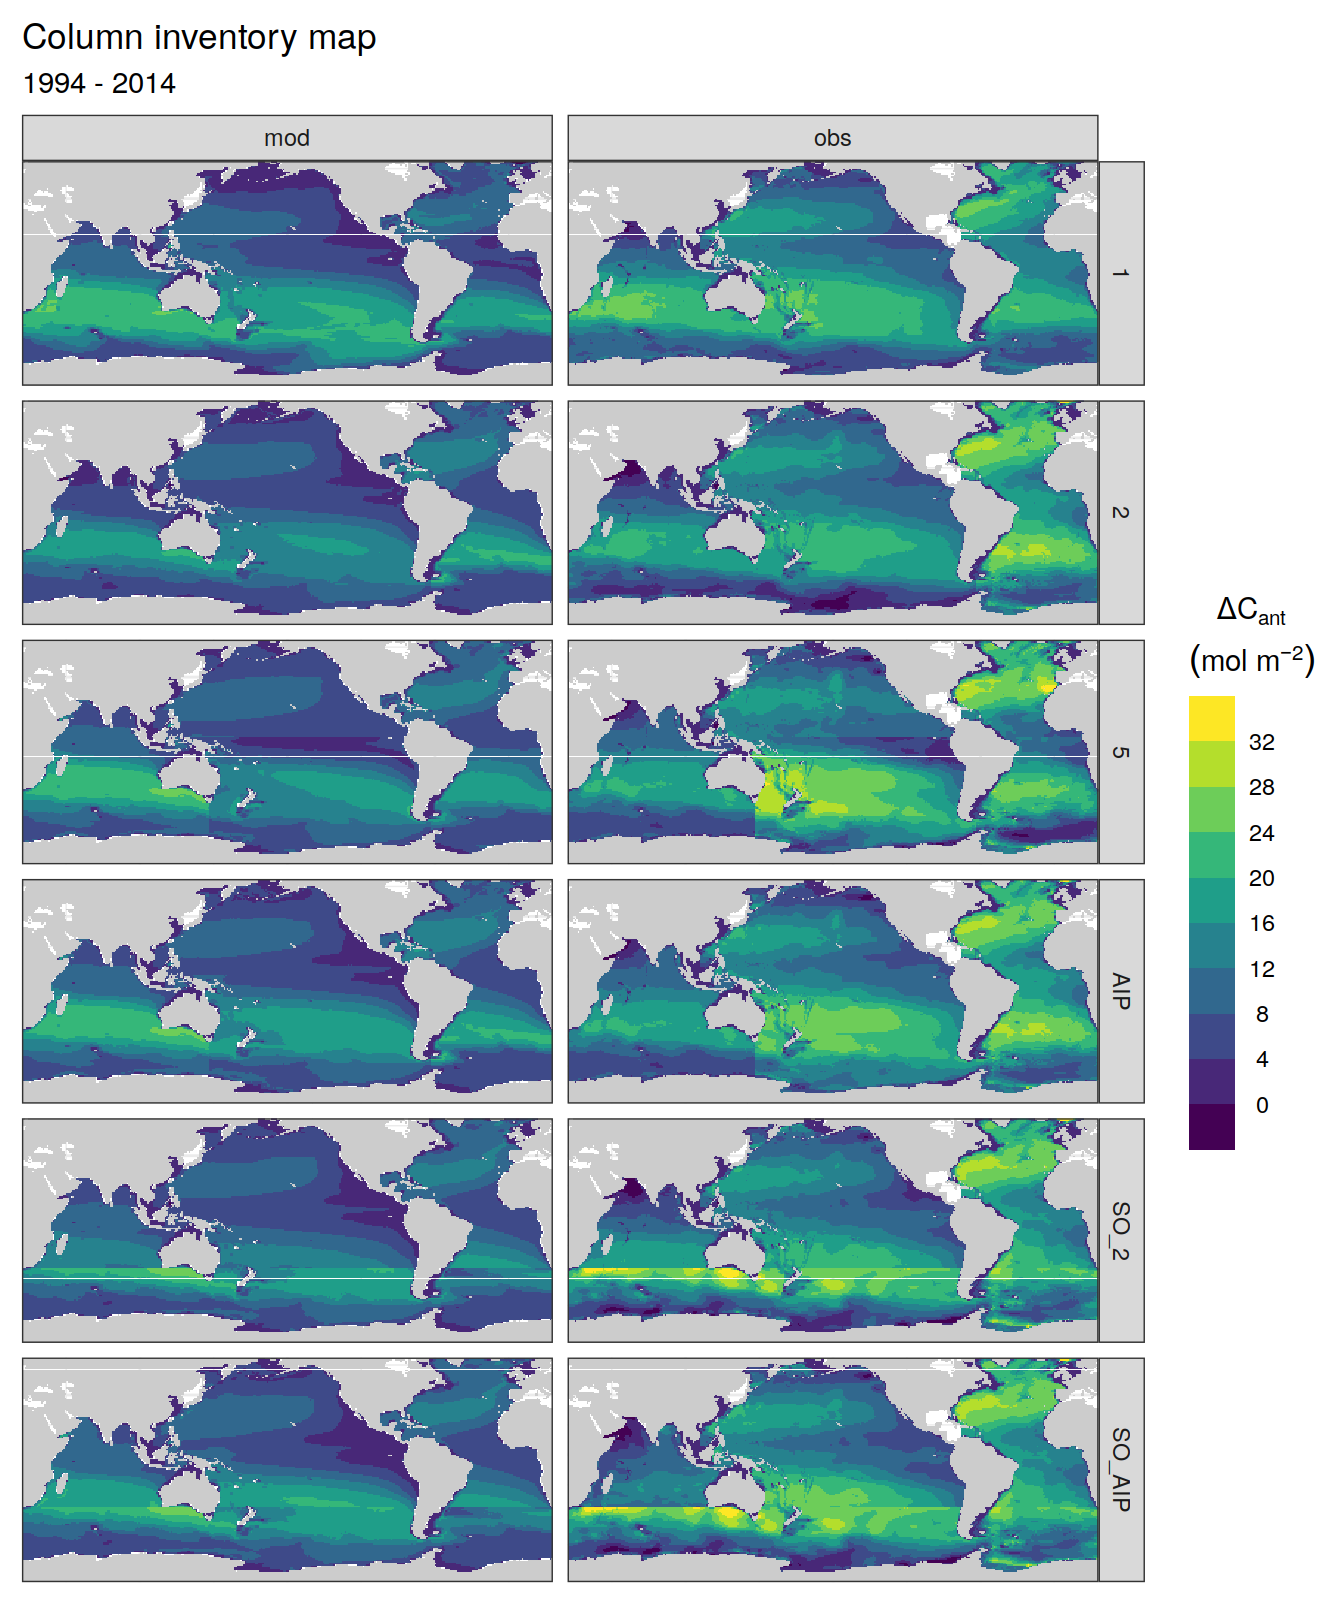 Column inventory map
1994 - 2014
mod
obs
1
2
5
AIP
SO_2
SO_AIP
ΔCant
(mol m−2)
32
28
24
20
16
12
8
4
0